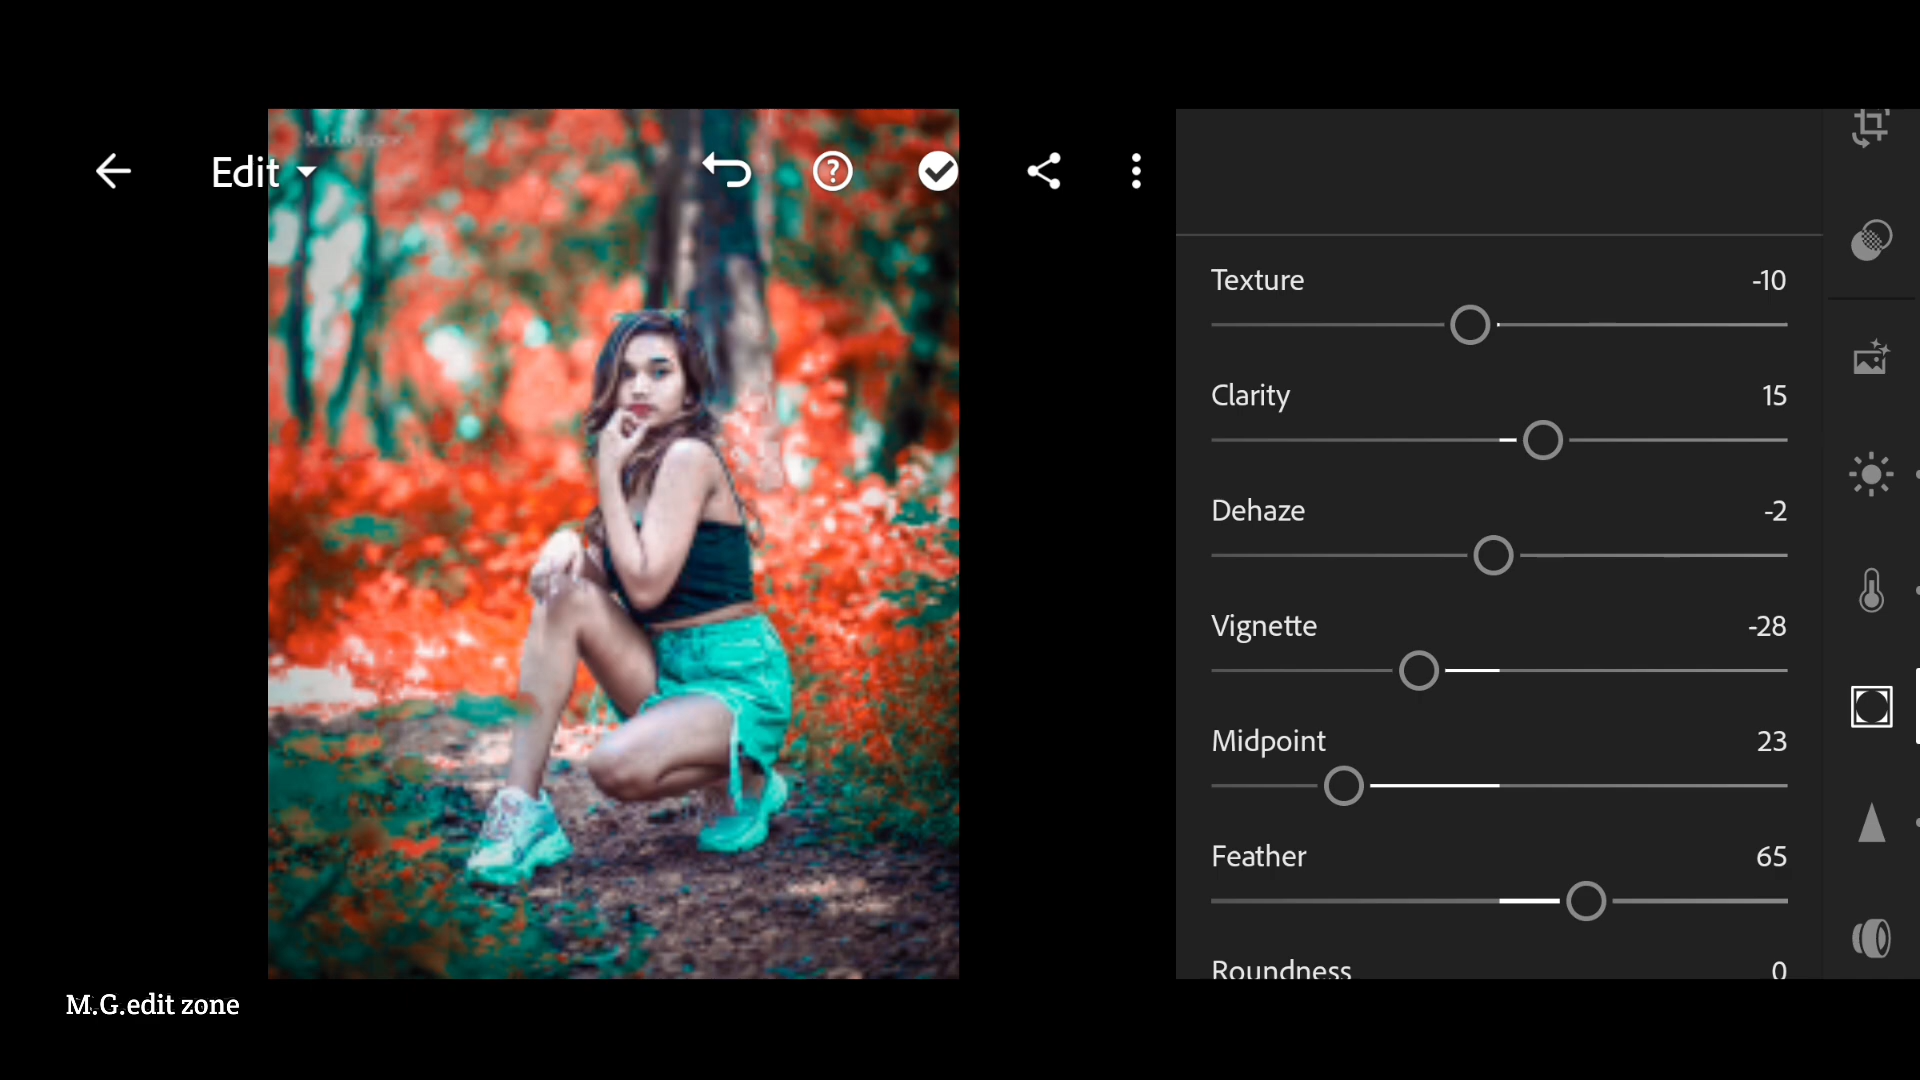 Edit
Texture -10
Clarity 15
Dehaze -2
Vignette -28
Midpoint 23
Feather 65
Roundness 0
M.G.edit zone